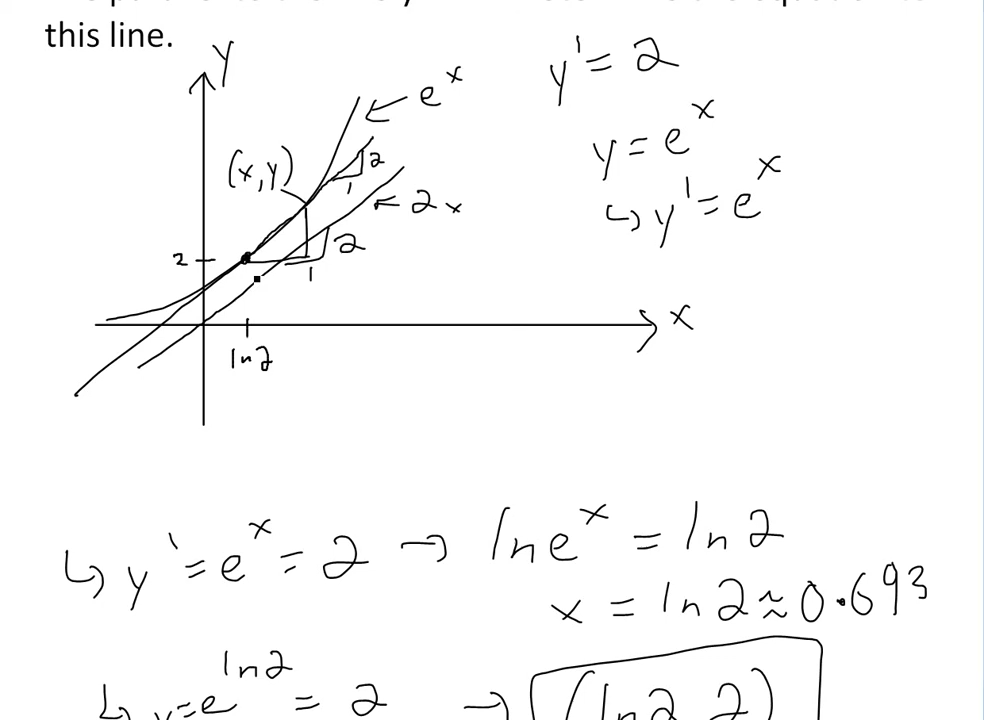 this line.
y
y' = 2
← e^x
y = e^x
(x,y)
2
1
← 2x
↳ y' = e^x
2
2
1
x
ln2
↳ y' = e^x = 2 → ln e^x = ln 2
x = ln 2 ≈ 0.693
↳ y = e^ln2 = 2 → (ln2, 2)